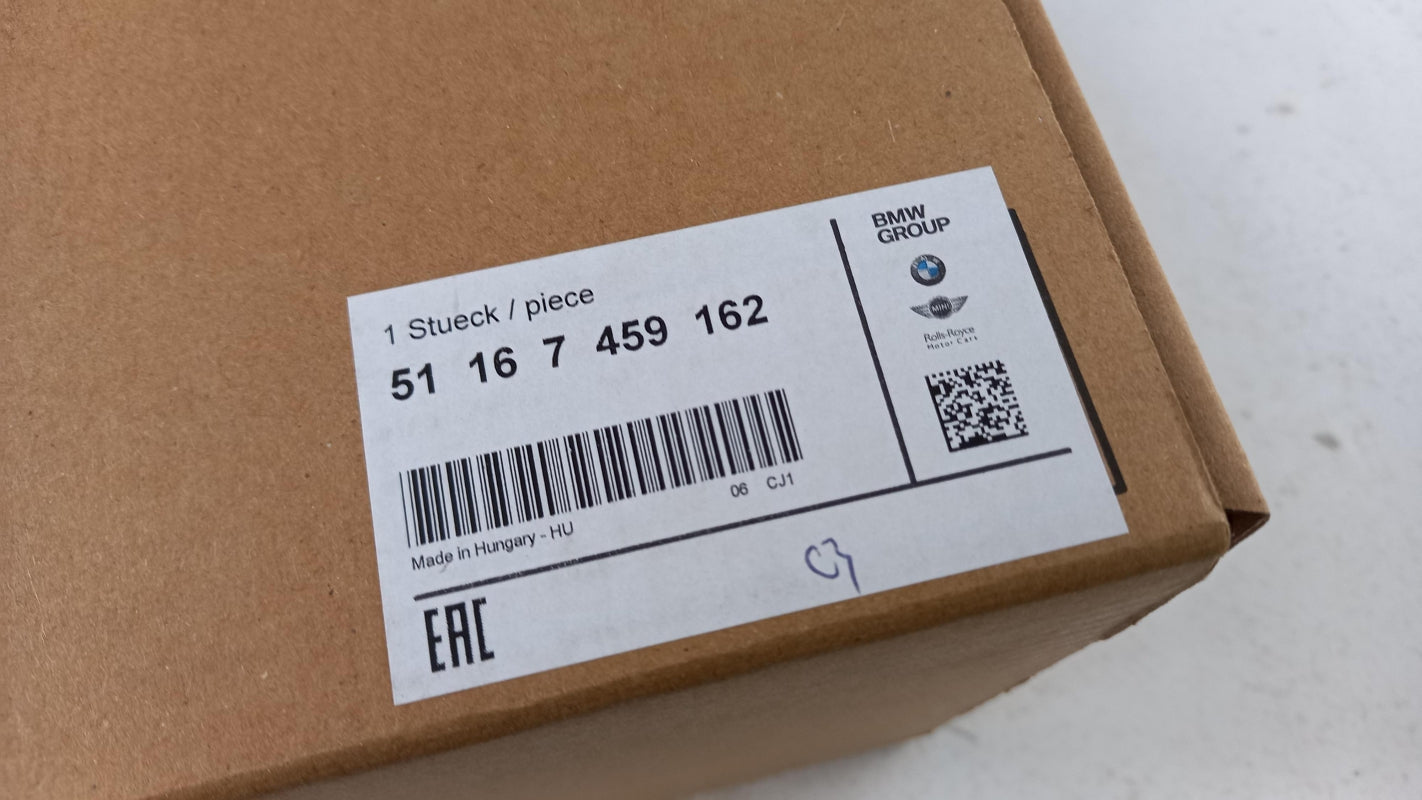 1 Stueck / piece
51 16 7 459 162
06 CJ1
Made in Hungary - HU
EAC
BMW
GROUP
MINI
Rolls-Royce
Motor Cars